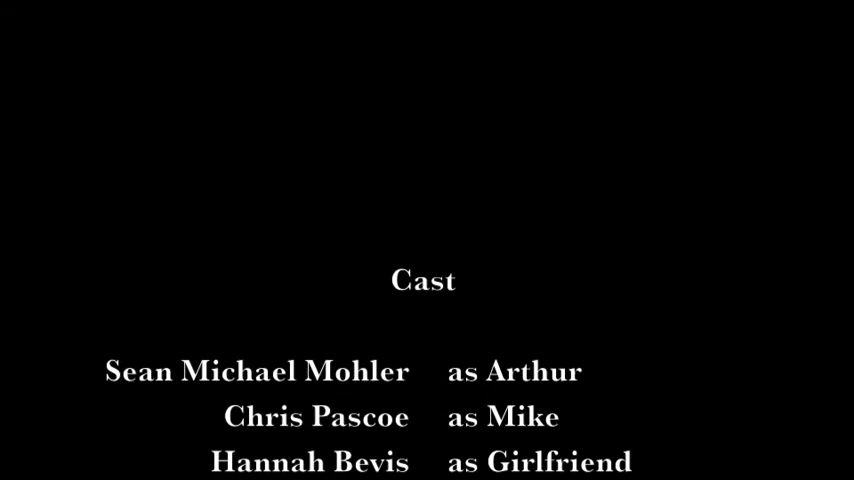 Cast
Sean Michael Mohler as Arthur
Chris Pascoe as Mike
Hannah Bevis as Girlfriend